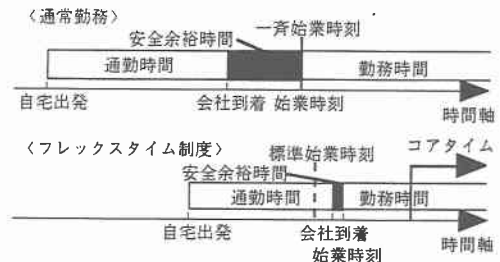 〈通常勤務〉
一斉始業時刻
安全余裕時間
通勤時間
勤務時間
自宅出発
会社到着 始業時刻
時間軸
〈フレックスタイム制度〉
標準始業時刻
コアタイム
安全余裕時間
通勤時間
勤務時間
自宅出発
会社到着
始業時刻
時間軸